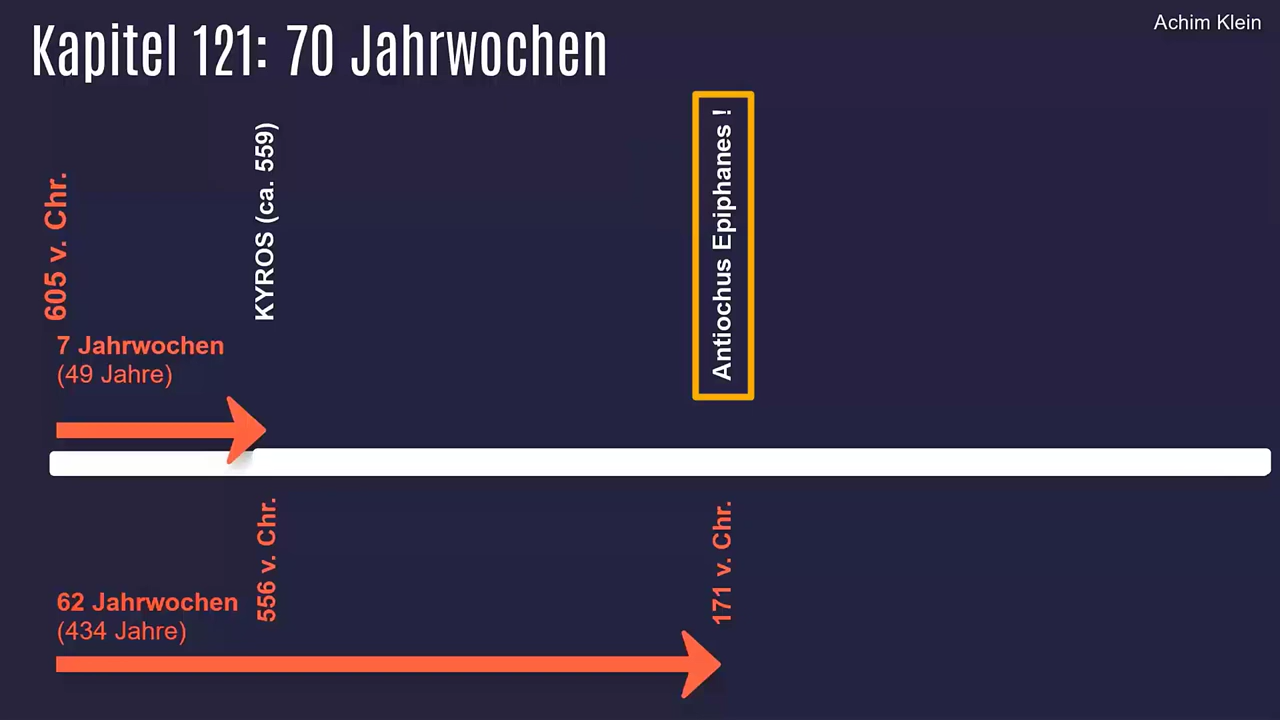 Achim Klein
Kapitel 121: 70 Jahrwochen
605 v. Chr.
KYROS (ca. 559)
Antiochus Epiphanes !
7 Jahrwochen
(49 Jahre)
556 v. Chr.
171 v. Chr.
62 Jahrwochen
(434 Jahre)